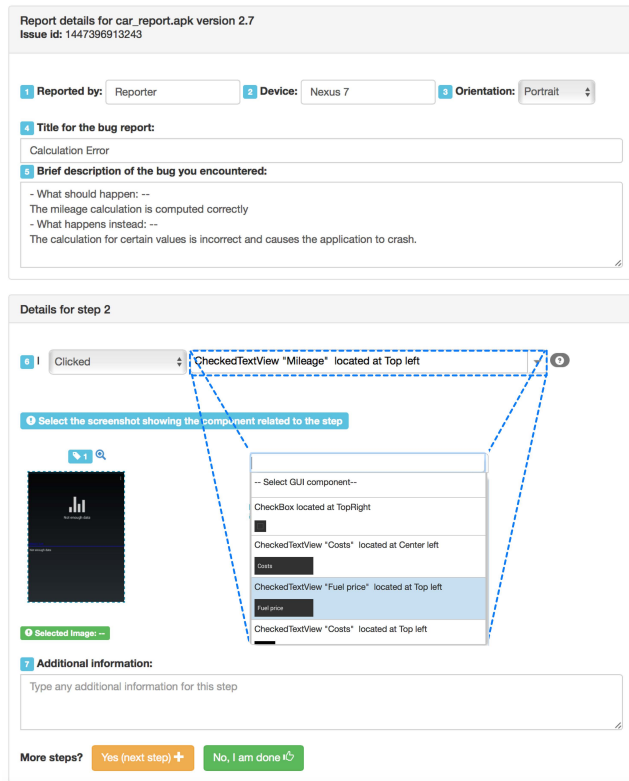 Report details for car_report.apk version 2.7
Issue id: 1447396913243
1 Reported by: Reporter 2 Device: Nexus 7 3 Orientation: Portrait
4 Title for the bug report:
Calculation Error
5 Brief description of the bug you encountered:
- What should happen: --
The mileage calculation is computed correctly
- What happens instead: --
The calculation for certain values is incorrect and causes the application to crash.
Details for step 2
6 I Clicked CheckedTextView "Mileage" located at Top left
Select the screenshot showing the component related to the step
1
Not enough data
Not enough data
-- Select GUI component--
CheckBox located at TopRight
CheckedTextView "Costs" located at Center left
Costs
CheckedTextView "Fuel price" located at Top left
Fuel price
CheckedTextView "Costs" located at Top left
Selected Image: --
7 Additional information:
Type any additional information for this step
More steps? Yes (next step) No, I am done